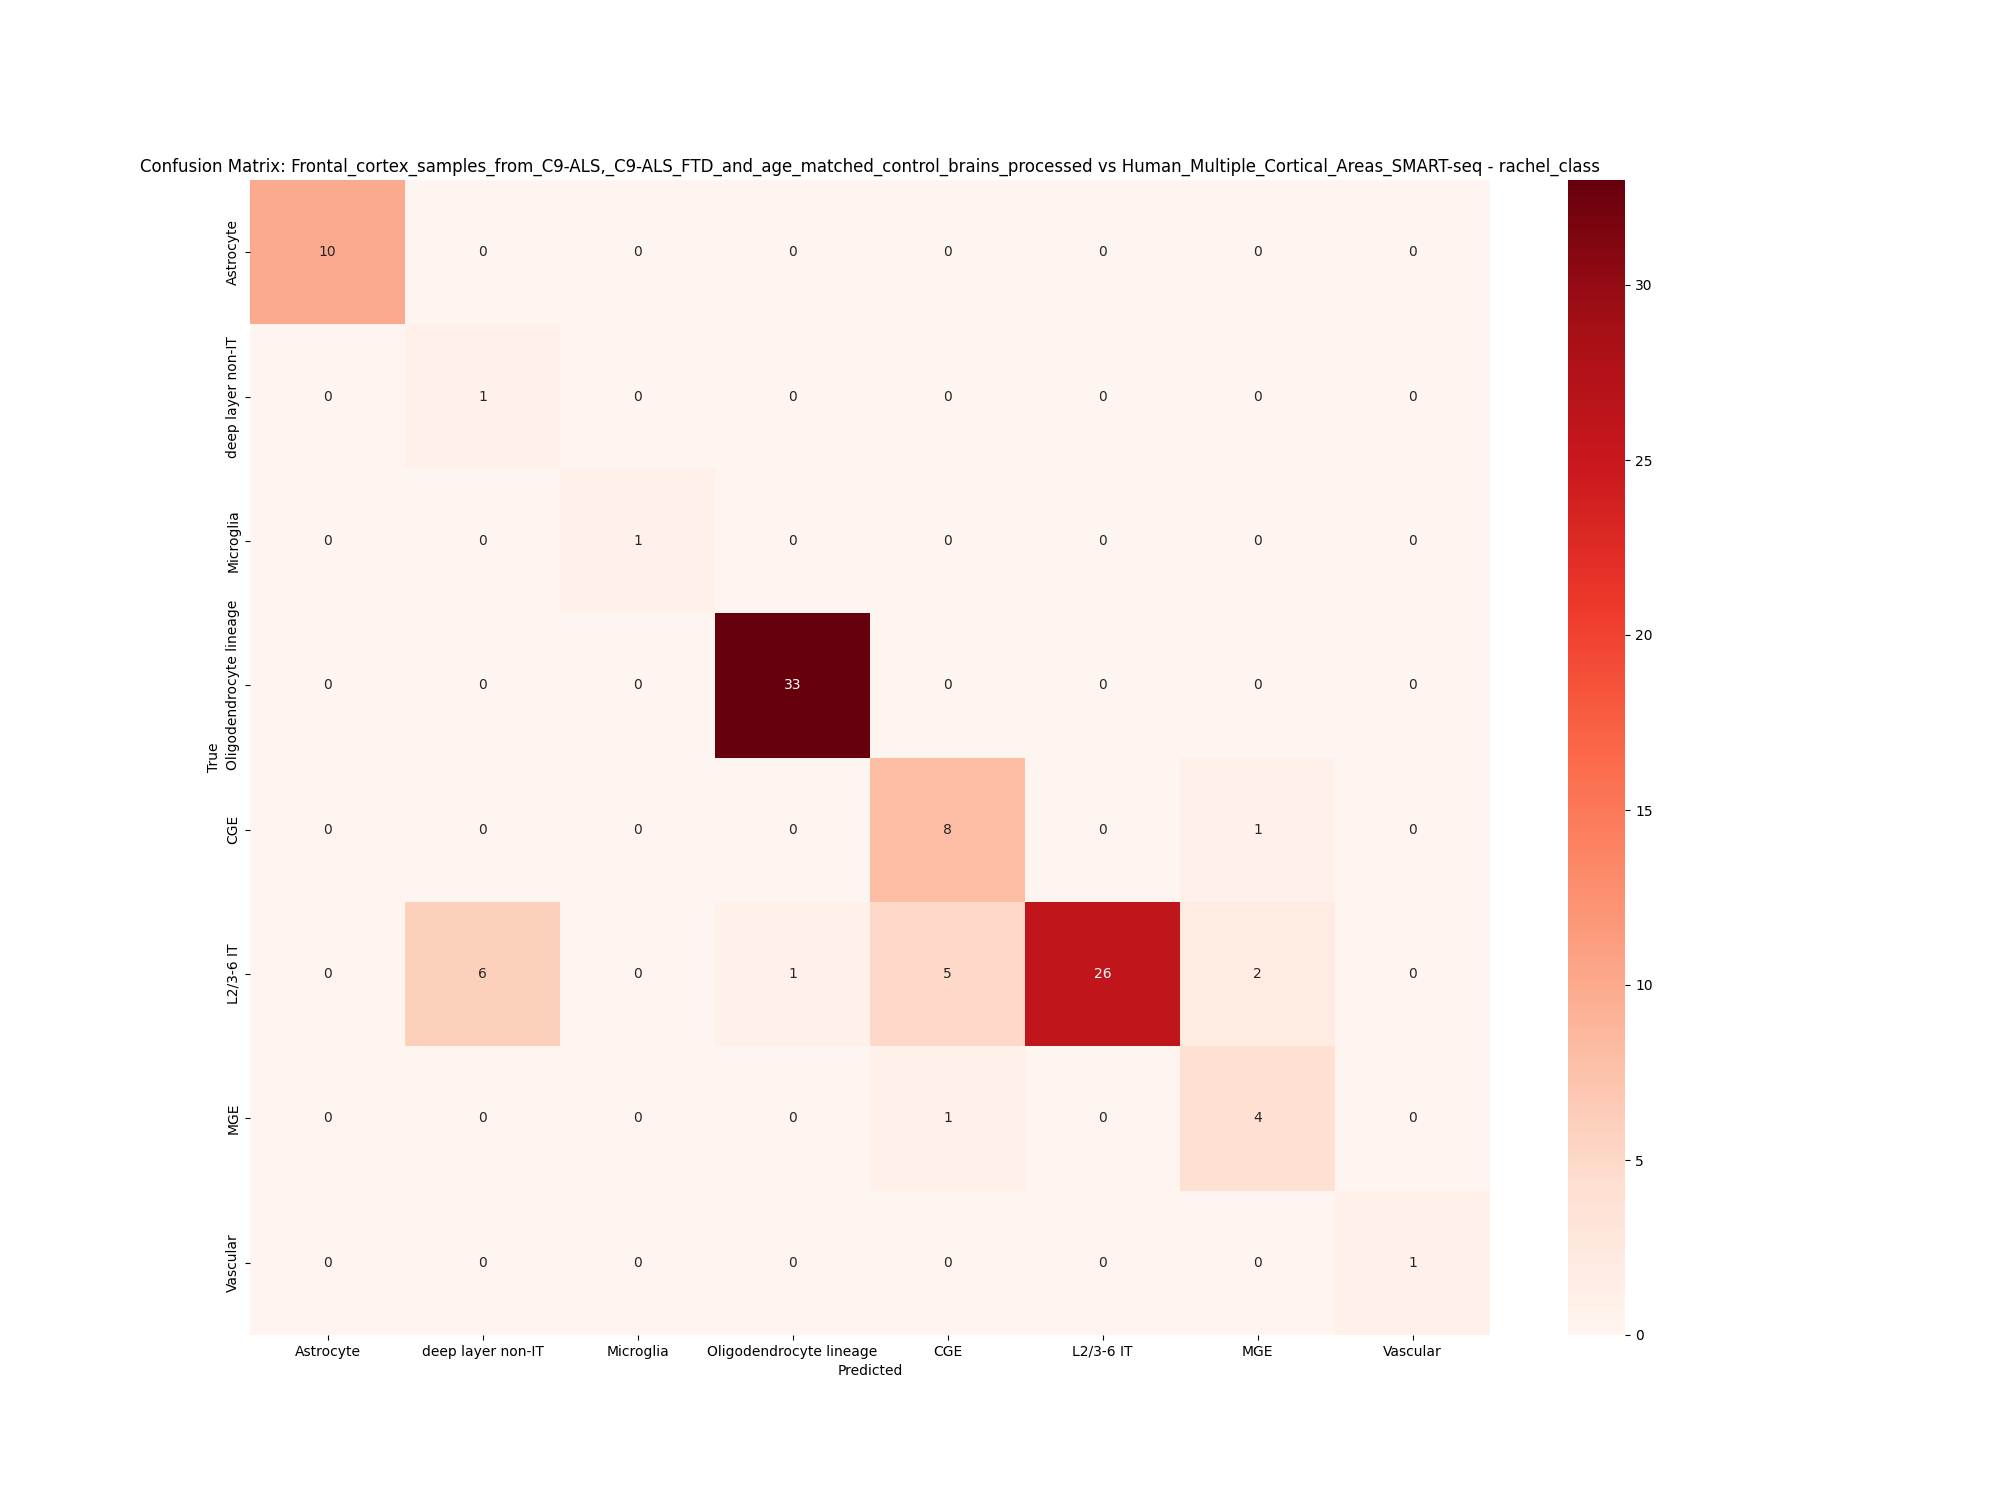 Confusion Matrix: Frontal_cortex_samples_from_C9-ALS,_C9-ALS_FTD_and_age_matched_control_brains_processed vs Human_Multiple_Cortical_Areas_SMART-seq - rachel_class
True
Astrocyte
10 0 0 0 0 0 0 0
deep layer non-IT
0 1 0 0 0 0 0 0
Microglia
0 0 1 0 0 0 0 0
Oligodendrocyte lineage
0 0 0 33 0 0 0 0
CGE
0 0 0 0 8 0 1 0
L2/3-6 IT
0 6 0 1 5 26 2 0
MGE
0 0 0 0 1 0 4 0
Vascular
0 0 0 0 0 0 0 1
Astrocyte deep layer non-IT Microglia Oligodendrocyte lineage CGE L2/3-6 IT MGE Vascular
Predicted
30
25
20
15
10
5
0